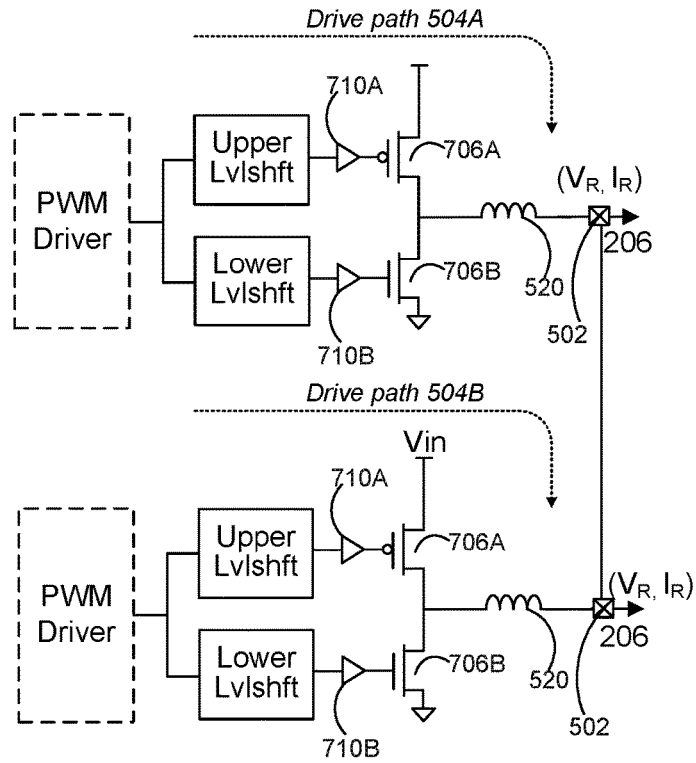 Drive path 504A
710A
Upper
Lvlshft
706A
(VR, IR)
PWM
Driver
206
Lower
Lvlshft
706B
520
502
710B
Drive path 504B
Vin
710A
Upper
Lvlshft
706A
(VR, IR)
PWM
Driver
206
Lower
Lvlshft
706B
520
502
710B